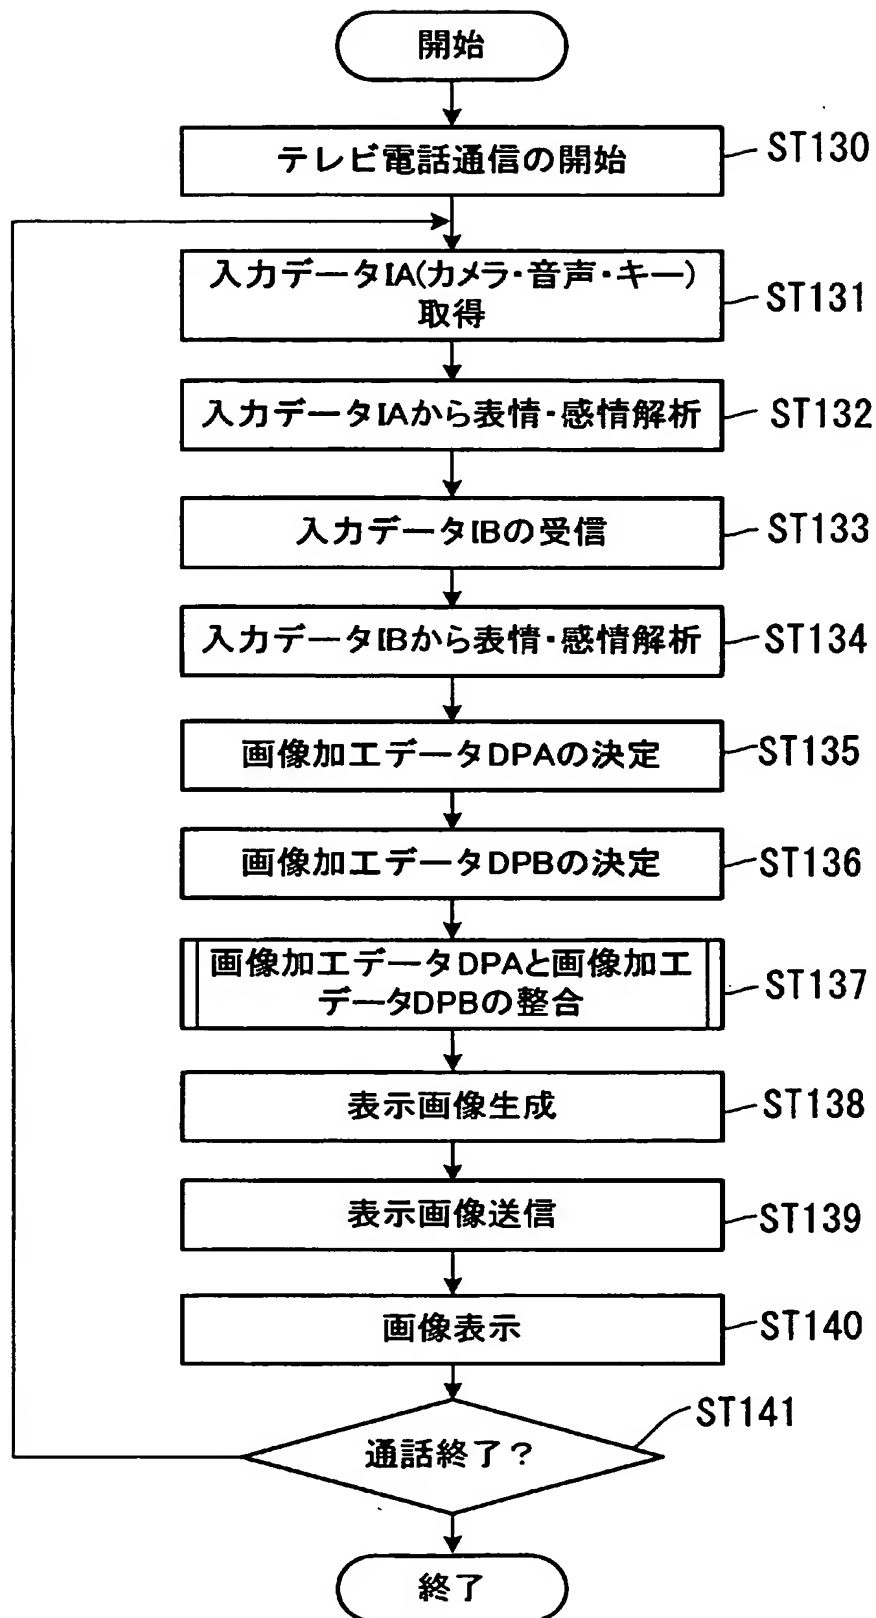 開始
テレビ電話通信の開始
ST130
入力データIA(カメラ・音声・キー)
取得
ST131
入力データIAから表情・感情解析
ST132
入力データIBの受信
ST133
入力データIBから表情・感情解析
ST134
画像加工データDPAの決定
ST135
画像加工データDPBの決定
ST136
画像加工データDPAと画像加工
データDPBの整合
ST137
表示画像生成
ST138
表示画像送信
ST139
画像表示
ST140
ST141
通話終了?
終了